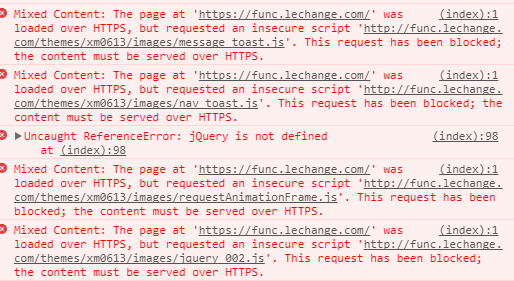 Mixed Content: The page at 'https://func.lechange.com/' was (index):1
loaded over HTTPS, but requested an insecure script 'http://func.lechange.
com/themes/xm0613/images/message_toast.js'. This request has been blocked;
the content must be served over HTTPS.
Mixed Content: The page at 'https://func.lechange.com/' was (index):1
loaded over HTTPS, but requested an insecure script 'http://func.lechange.
com/themes/xm0613/images/nav_toast.js'. This request has been blocked; the
content must be served over HTTPS.
Uncaught ReferenceError: jQuery is not defined (index):98
at (index):98
Mixed Content: The page at 'https://func.lechange.com/' was (index):1
loaded over HTTPS, but requested an insecure script 'http://func.lechange.
com/themes/xm0613/images/requestAnimationFrame.js'. This request has been
blocked; the content must be served over HTTPS.
Mixed Content: The page at 'https://func.lechange.com/' was (index):1
loaded over HTTPS, but requested an insecure script 'http://func.lechange.
com/themes/xm0613/images/jquery_002.js'. This request has been blocked;
the content must be served over HTTPS.